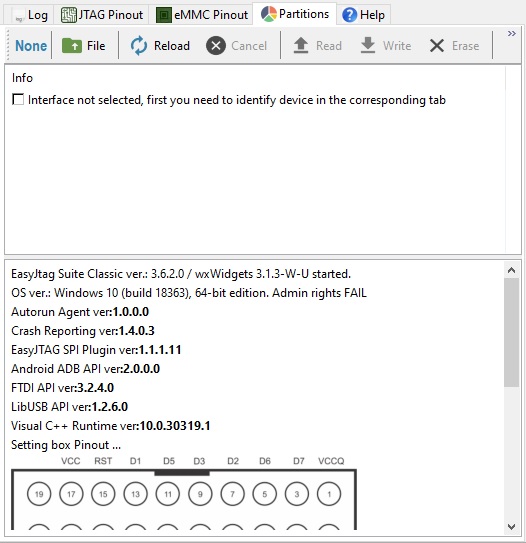 Log JTAG Pinout eMMC Pinout Partitions Help
None File Reload Cancel Read Write Erase »
Info
Interface not selected, first you need to identify device in the corresponding tab
EasyJtag Suite Classic ver.: 3.6.2.0 / wxWidgets 3.1.3-W-U started.
OS ver.: Windows 10 (build 18363), 64-bit edition. Admin rights FAIL
Autorun Agent ver:1.0.0.0
Crash Reporting ver:1.4.0.3
EasyJTAG SPI Plugin ver:1.1.1.11
Android ADB API ver:2.0.0.0
FTDI API ver:3.2.4.0
LibUSB API ver:1.2.6.0
Visual C++ Runtime ver:10.0.30319.1
Setting box Pinout ...
VCC RST D1 D5 D3 D2 D6 D7 VCCQ
19 17 15 13 11 9 7 5 3 1